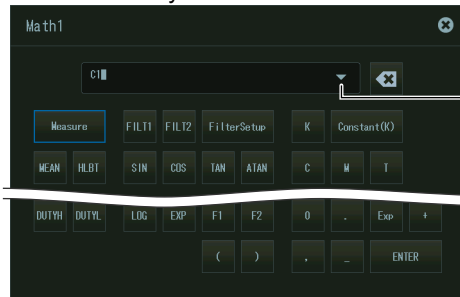 Math1
C1
Measure FILT1 FILT2 FilterSetup K Constant(K)
MEAN HLBT SIN COS TAN ATAN C M T
DUTYH DUTYL LOG EXP F1 F2 0 . Exp +
( ) , _ ENTER